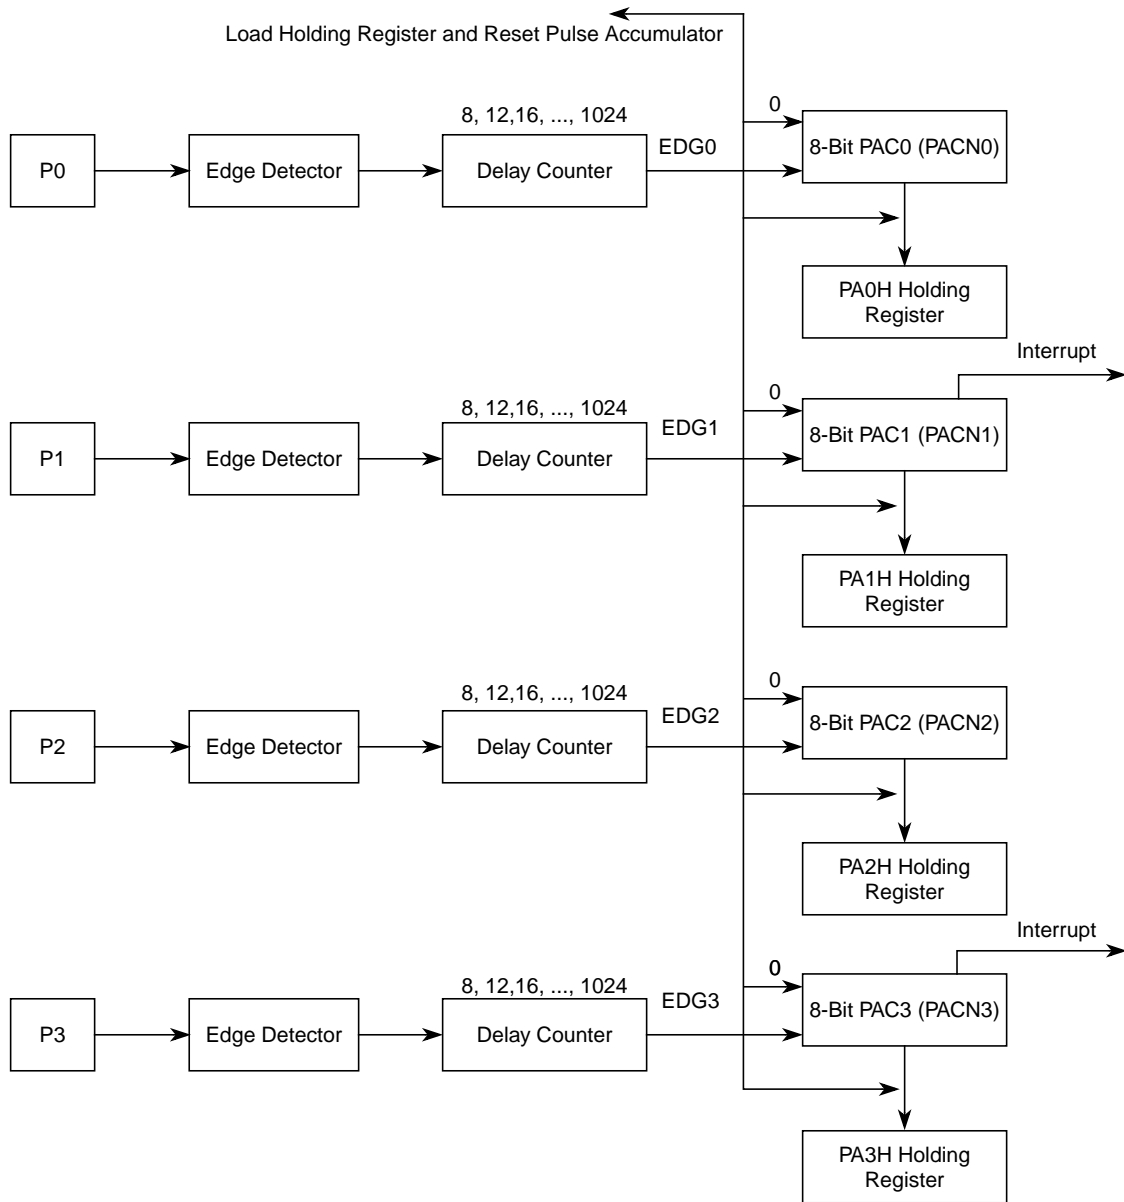 Load Holding Register and Reset Pulse Accumulator
8, 12,16, ..., 1024
0
P0
Edge Detector
Delay Counter
EDG0
8-Bit PAC0 (PACN0)
PA0H Holding
Register
Interrupt
8, 12,16, ..., 1024
0
P1
Edge Detector
Delay Counter
EDG1
8-Bit PAC1 (PACN1)
PA1H Holding
Register
8, 12,16, ..., 1024
0
P2
Edge Detector
Delay Counter
EDG2
8-Bit PAC2 (PACN2)
PA2H Holding
Register
Interrupt
8, 12,16, ..., 1024
0
P3
Edge Detector
Delay Counter
EDG3
8-Bit PAC3 (PACN3)
PA3H Holding
Register